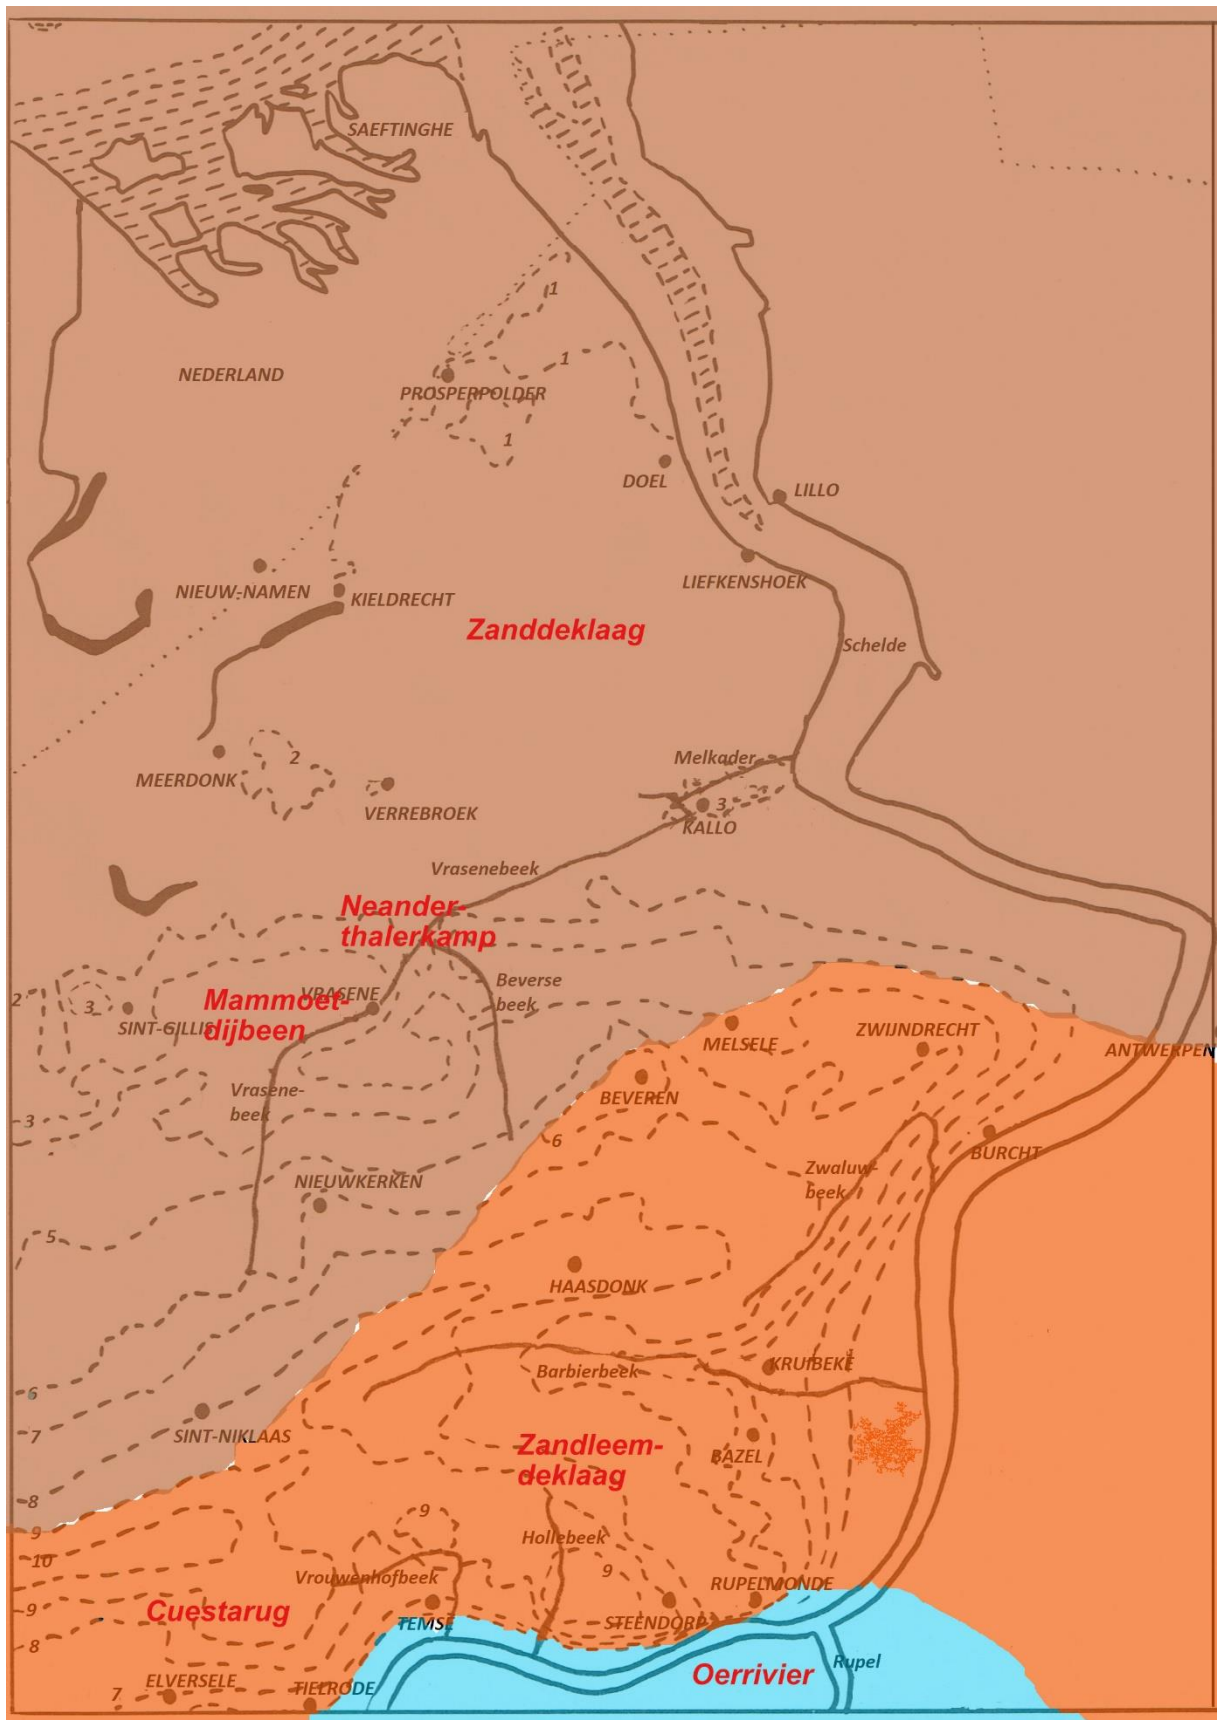 SAEFTINGHE
1
NEDERLAND
1
PROSPERPOLDER
1
DOEL
LILLO
LIEFKENSHOEK
NIEUW-NAMEN
KIELDRECHT
Zanddeklaag
Schelde
2
Melkader
MEERDONK
3
VERREBROEK
KALLO
Vrasenebeek
Neander-
thalerkamp
Beverse
beek
2
3
VRASENE
Mammoet-
dijbeen
SINT-GILLIS
ZWIJNDRECHT
MELSELE
ANTWERPEN
Vrasene-
beek
BEVEREN
3
6
BURCHT
Zwaluw-
beek
NIEUWKERKEN
5
HAASDONK
KRUIBEKE
Barbierbeek
6
7
SINT-NIKLAAS
Zandleem-
deklaag
BAZEL
8
9
9
Hollebeek
10
9
Vrouwenhofbeek
RUPELMONDE
9
Cuestarug
TEMSE
STEENDORP
8
Rupel
Oerrivier
ELVERSELE
7
TIELRODE